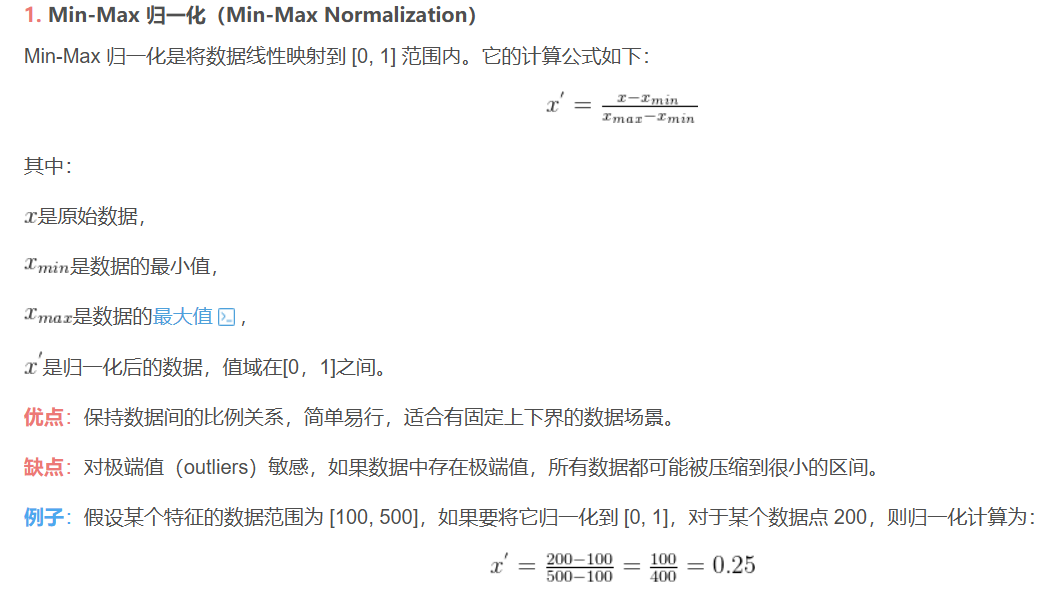 1. Min-Max 归一化（Min-Max Normalization）
Min-Max 归一化是将数据线性映射到 [0, 1] 范围内。它的计算公式如下：
x′ = \frac{x−x_{min}}{x_{max}−x_{min}}
其中：
x是原始数据，
x_{min}是数据的最小值，
x_{max}是数据的最大值，
x′是归一化后的数据，值域在[0，1]之间。
优点：保持数据间的比例关系，简单易行，适合有固定上下界的数据场景。
缺点：对极端值（outliers）敏感，如果数据中存在极端值，所有数据都可能被压缩到很小的区间。
例子：假设某个特征的数据范围为 [100, 500]，如果要将它归一化到 [0, 1]，对于某个数据点 200，则归一化计算为：
x′ = \frac{200−100}{500−100} = \frac{100}{400} = 0.25